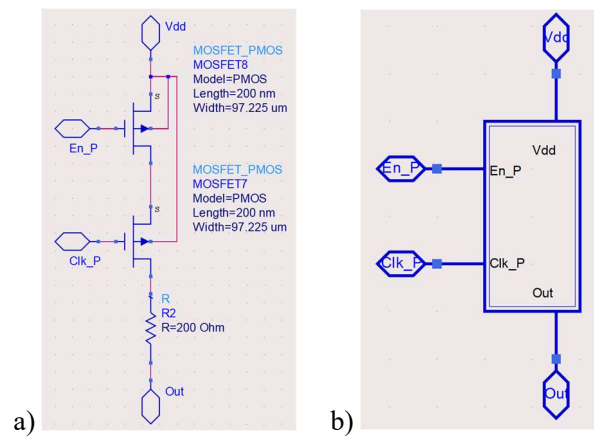 Vdd
MOSFET_PMOS
MOSFET8
Model=PMOS
Length=200 nm
Width=97.225 um
S
En_P
MOSFET_PMOS
MOSFET7
Model=PMOS
Length=200 nm
Width=97.225 um
S
Clk_P
R
R2
R=200 Ohm
Out
a)
Vdd
Vdd
En_P
En_P
Clk_P
Clk_P
Out
Out
b)